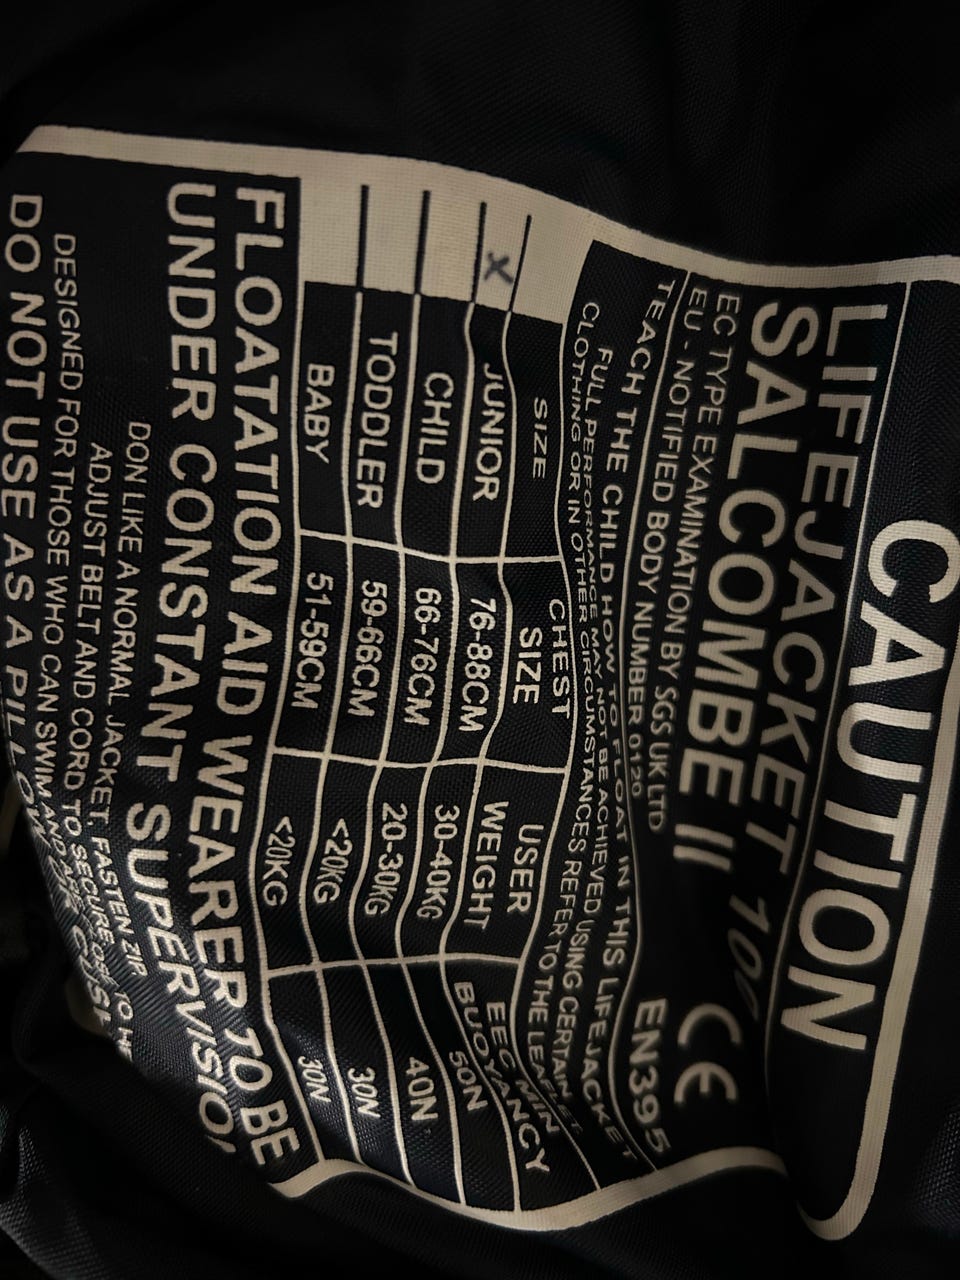 CAUTION
LIFEJACKET 100
SALCOMBE II CE
EC TYPE EXAMINATION BY SGS UK LTD EN395
EU - NOTIFIED BODY NUMBER 0120
TEACH THE CHILD HOW TO FLOAT IN THIS LIFEJACKET
FULL PERFORMANCE MAY NOT BE ACHIEVED USING CERTAIN
CLOTHING OR IN OTHER CIRCUMSTANCES REFER TO THE LEAFLET
SIZE CHEST SIZE USER WEIGHT EEC MIN BUOYANCY
X JUNIOR 76-88CM 30-40KG 50N
CHILD 66-76CM 20-30KG 40N
TODDLER 59-66CM <20KG 30N
BABY 51-59CM <20KG 30N
FLOATATION AID WEARER TO BE
UNDER CONSTANT SUPERVISION
DON LIKE A NORMAL JACKET. FASTEN ZIP.
ADJUST BELT AND CORD TO SECURE
DESIGNED FOR THOSE WHO CAN SWIM AND ARE
DO NOT USE AS A PILLOW